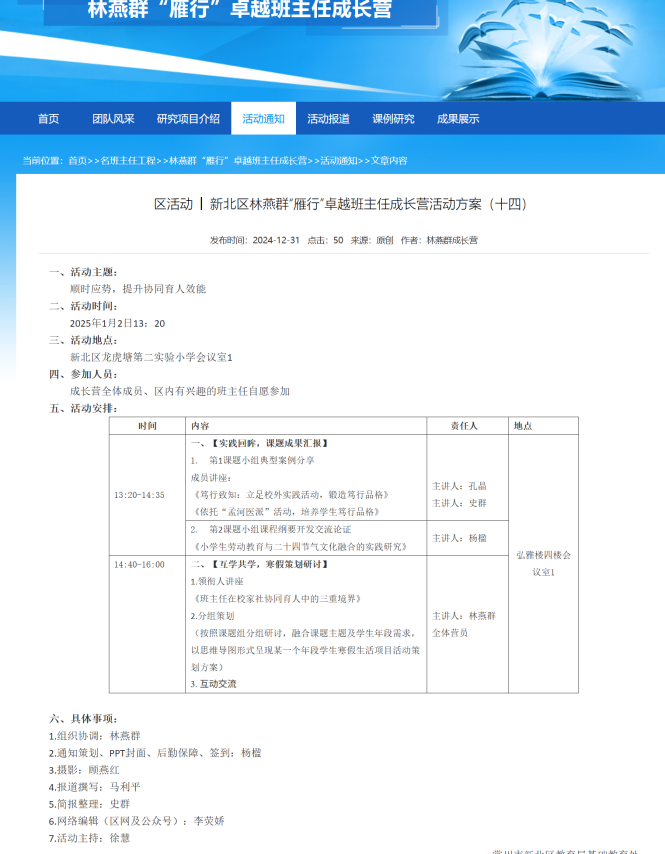 林燕群“雁行”卓越班主任成长营
首页 团队风采 研究项目介绍 活动通知 活动报道 课例研究 成果展示
当前位置：首页>>名班主任工程>>林燕群“雁行”卓越班主任成长营>>活动通知>>文章内容
区活动 ┃ 新北区林燕群“雁行”卓越班主任成长营活动方案（十四）
发布时间：2024-12-31 点击：50 来源：原创 作者：林燕群成长营
一、活动主题：
顺时应势，提升协同育人效能
二、活动时间：
2025年1月2日13：20
三、活动地点：
新北区龙虎塘第二实验小学会议室1
四、参加人员：
成长营全体成员、区内有兴趣的班主任自愿参加
五、活动安排：
时间 内容 责任人 地点
13:20-14:35
一、【实践回眸，课题成果汇报】
1. 第1课题小组典型案例分享
成员讲座：
《笃行致知：立足校外实践活动，锻造笃行品格》
《依托“孟河医派”活动，培养学生笃行品格》
主讲人：孔晶
主讲人：史群
2. 第2课题小组课程纲要开发交流论证
《小学生劳动教育与二十四节气文化融合的实践研究》
主讲人：杨楹
弘雅楼四楼会
议室1
14:40-16:00
二、【互学共学，寒假策划研讨】
1.领衔人讲座
《班主任在校家社协同育人中的三重境界》
2.分组策划
（按照课题组分组研讨，融合课题主题及学生年段需求，
以思维导图形式呈现某一个年段学生寒假生活项目活动策
划方案）
3. 互动交流
主讲人：林燕群
全体营员
六、具体事项：
1.组织协调：林燕群
2.通知策划、PPT封面、后勤保障、签到：杨楹
3.摄影：顾燕红
4.报道撰写：马利平
5.简报整理：史群
6.网络编辑（区网及公众号）；李荧娇
7.活动主持：徐慧
常州市新北区教育局基础教育处